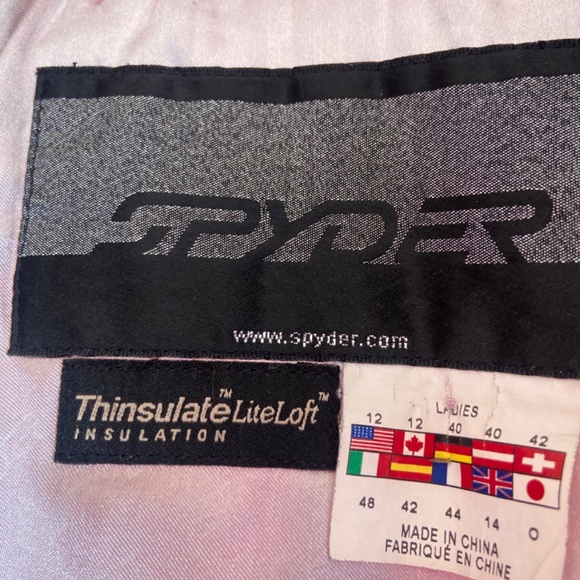 SPYDER
www.spyder.com
Thinsulate™ LiteLoft™
INSULATION
LADIES
12 12 40 40 42
48 42 44 14 O
MADE IN CHINA
FABRIQUÉ EN CHINE